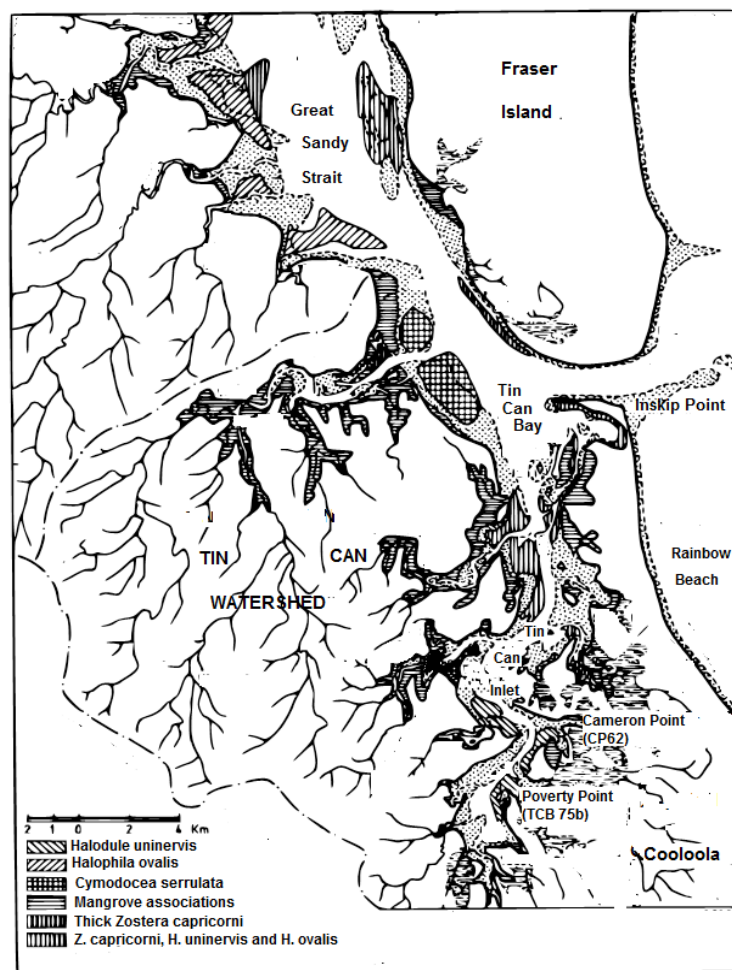 Fraser
Island
Great
Sandy
Strait
Tin
Can
Bay
Inskip Point
TIN CAN
WATERSHED
Rainbow
Beach
Tin
Can
Inlet
Cameron Point
(CP62)
Poverty Point
(TCB 75b)
Cooloola
2 0 2 4 Km
Halodule uninervis
Halophila ovalis
Cymodocea serrulata
Mangrove associations
Thick Zostera capricorni
Z. capricorni, H. uninervis and H. ovalis